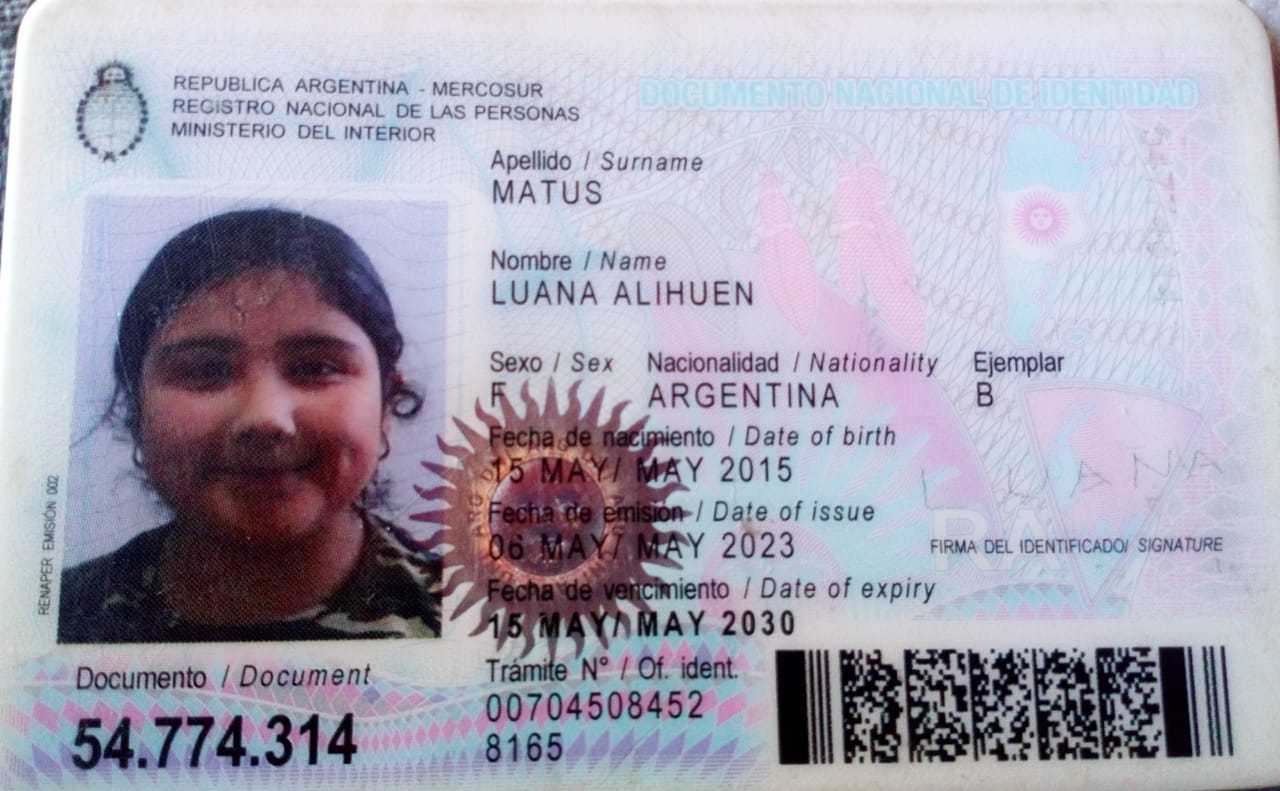 REPUBLICA ARGENTINA - MERCOSUR
REGISTRO NACIONAL DE LAS PERSONAS
MINISTERIO DEL INTERIOR
DOCUMENTO NACIONAL DE IDENTIDAD
Apellido / Surname
MATUS
Nombre / Name
LUANA ALIHUEN
Sexo / Sex Nacionalidad / Nationality Ejemplar
F ARGENTINA B
Fecha de nacimiento / Date of birth
15 MAY/ MAY 2015
Fecha de emisión / Date of issue
06 MAY/ MAY 2023
LUANA
RA
FIRMA DEL IDENTIFICADO/ SIGNATURE
Fecha de vencimiento / Date of expiry
15 MAY/ MAY 2030
RENAPER EMISIÓN 002
Documento / Document
54.774.314
Trámite N° / Of. ident.
00704508452
8165